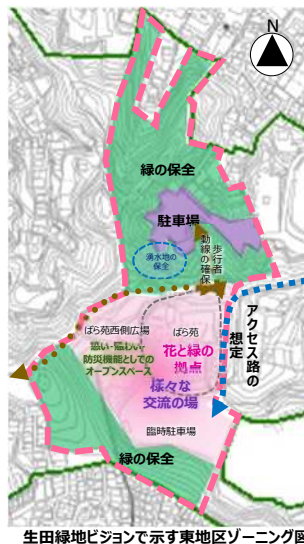 N
緑の保全
駐車場
湧水地の
保全
歩行者
動線の確保
アクセス路の
想定
ばら苑西側広場
ばら苑
憩い・賑わい・
防災機能としての
オープンスペース
花と緑の
拠点
様々な
交流の場
臨時駐車場
緑の保全
生田緑地ビジョンで示す東地区ゾーニング図